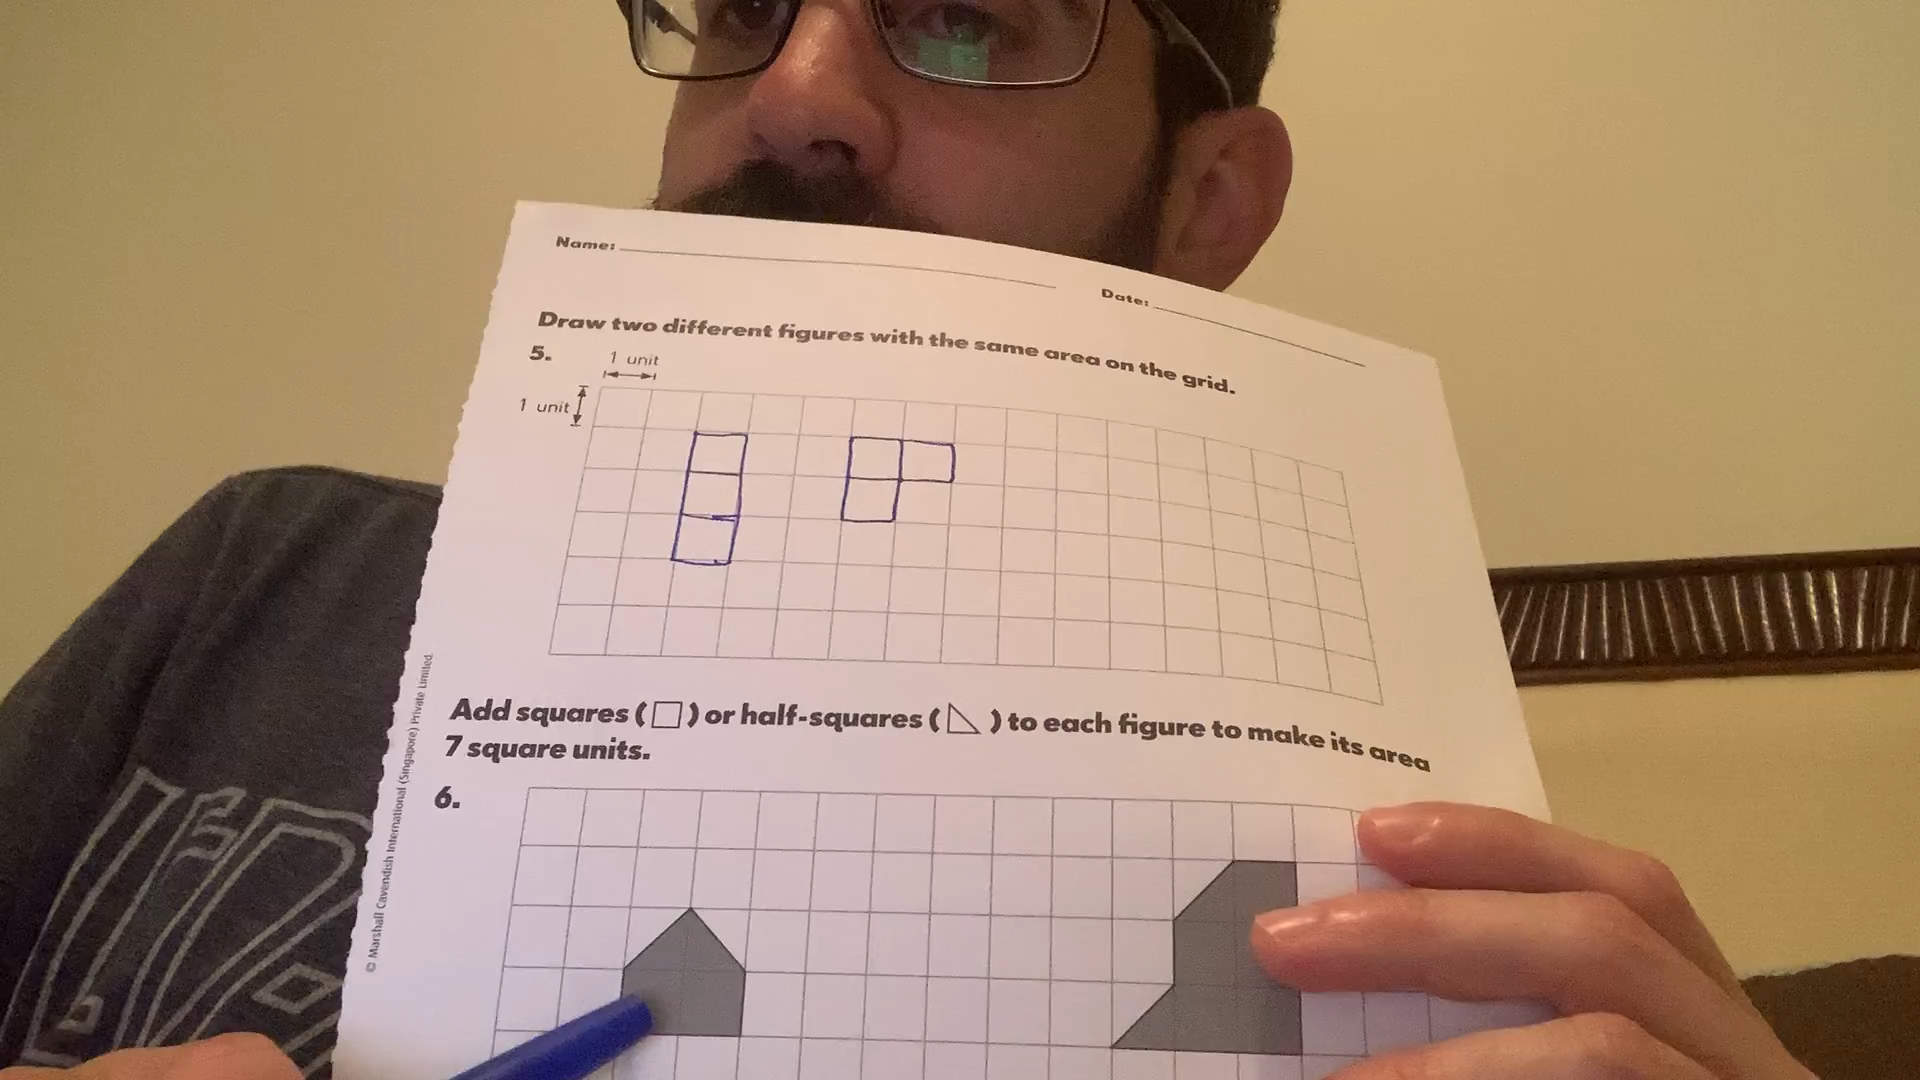 Name:
Date:
Draw two different figures with the same area on the grid.
5.
1 unit
1 unit
Add squares ( ) or half-squares ( ) to each figure to make its area
7 square units.
6.
© Marshall Cavendish International (Singapore) Private Limited.